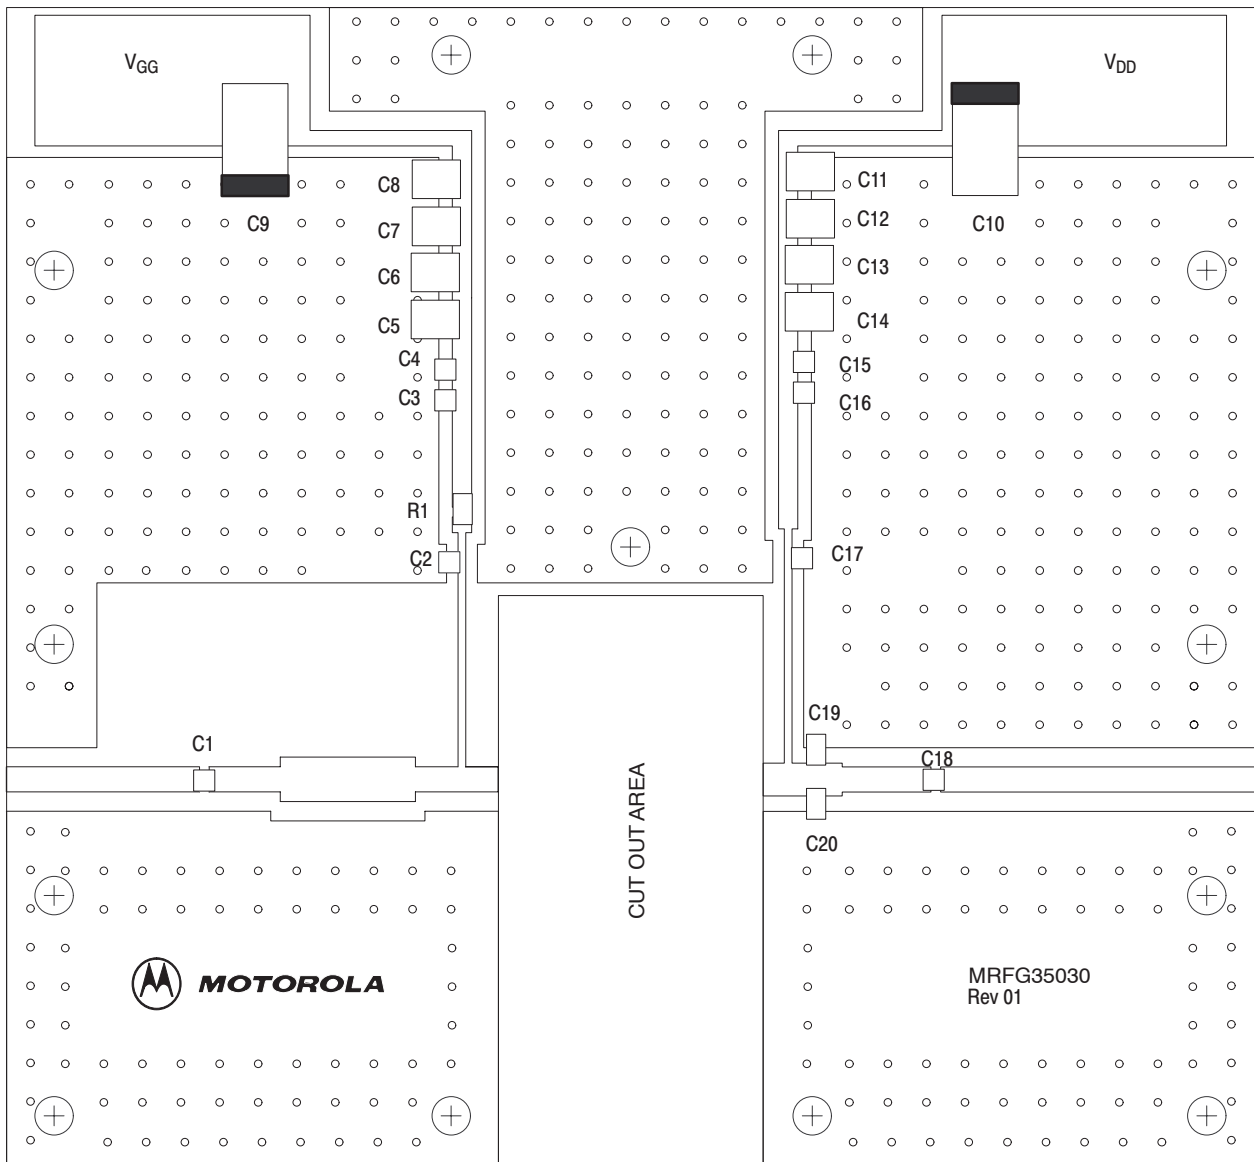 VGG
VDD
C8
C11
C9
C7
C12
C10
C6
C13
C5
C14
C4
C15
C3
C16
R1
C2
C17
C19
C1
C18
CUT OUT AREA
C20
MOTOROLA
MRFG35030
Rev 01